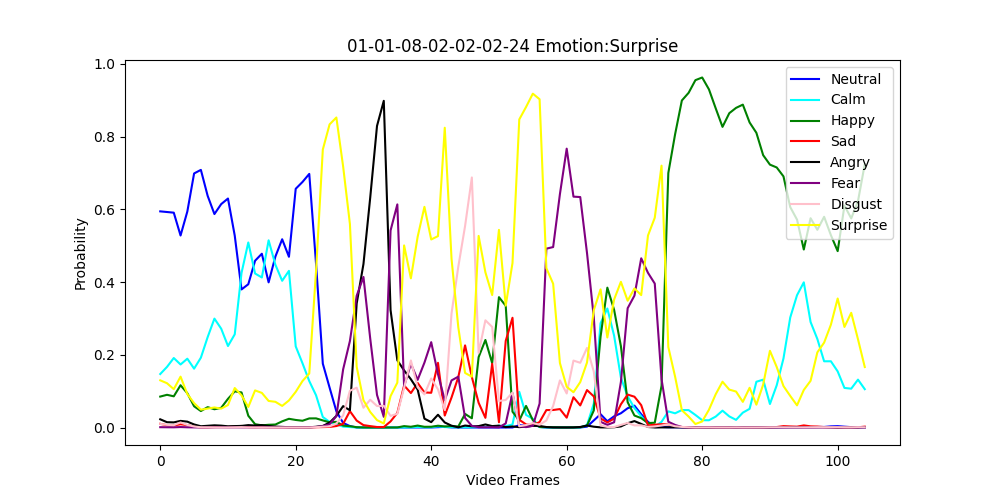 01-01-08-02-02-02-24 Emotion:Surprise
1.0
0.8
0.6
0.4
0.2
0.0
Probability
0
20
40
60
80
100
Video Frames
Neutral
Calm
Happy
Sad
Angry
Fear
Disgust
Surprise